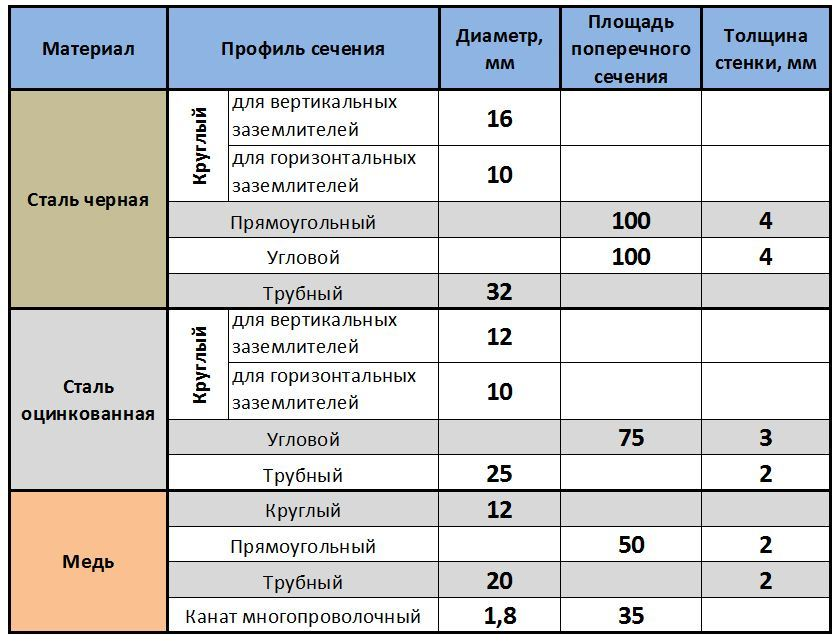 Материал
Профиль сечения
Диаметр,
мм
Площадь
поперечного
сечения
Толщина
стенки, мм
Сталь черная
Круглый
для вертикальных
заземлителей
16
для горизонтальных
заземлителей
10
Прямоугольный
100
4
Угловой
100
4
Трубный
32
Сталь
оцинкованная
Круглый
для вертикальных
заземлителей
12
для горизонтальных
заземлителей
10
Угловой
75
3
Трубный
25
2
Медь
Круглый
12
Прямоугольный
50
2
Трубный
20
2
Канат многопроволочный
1,8
35